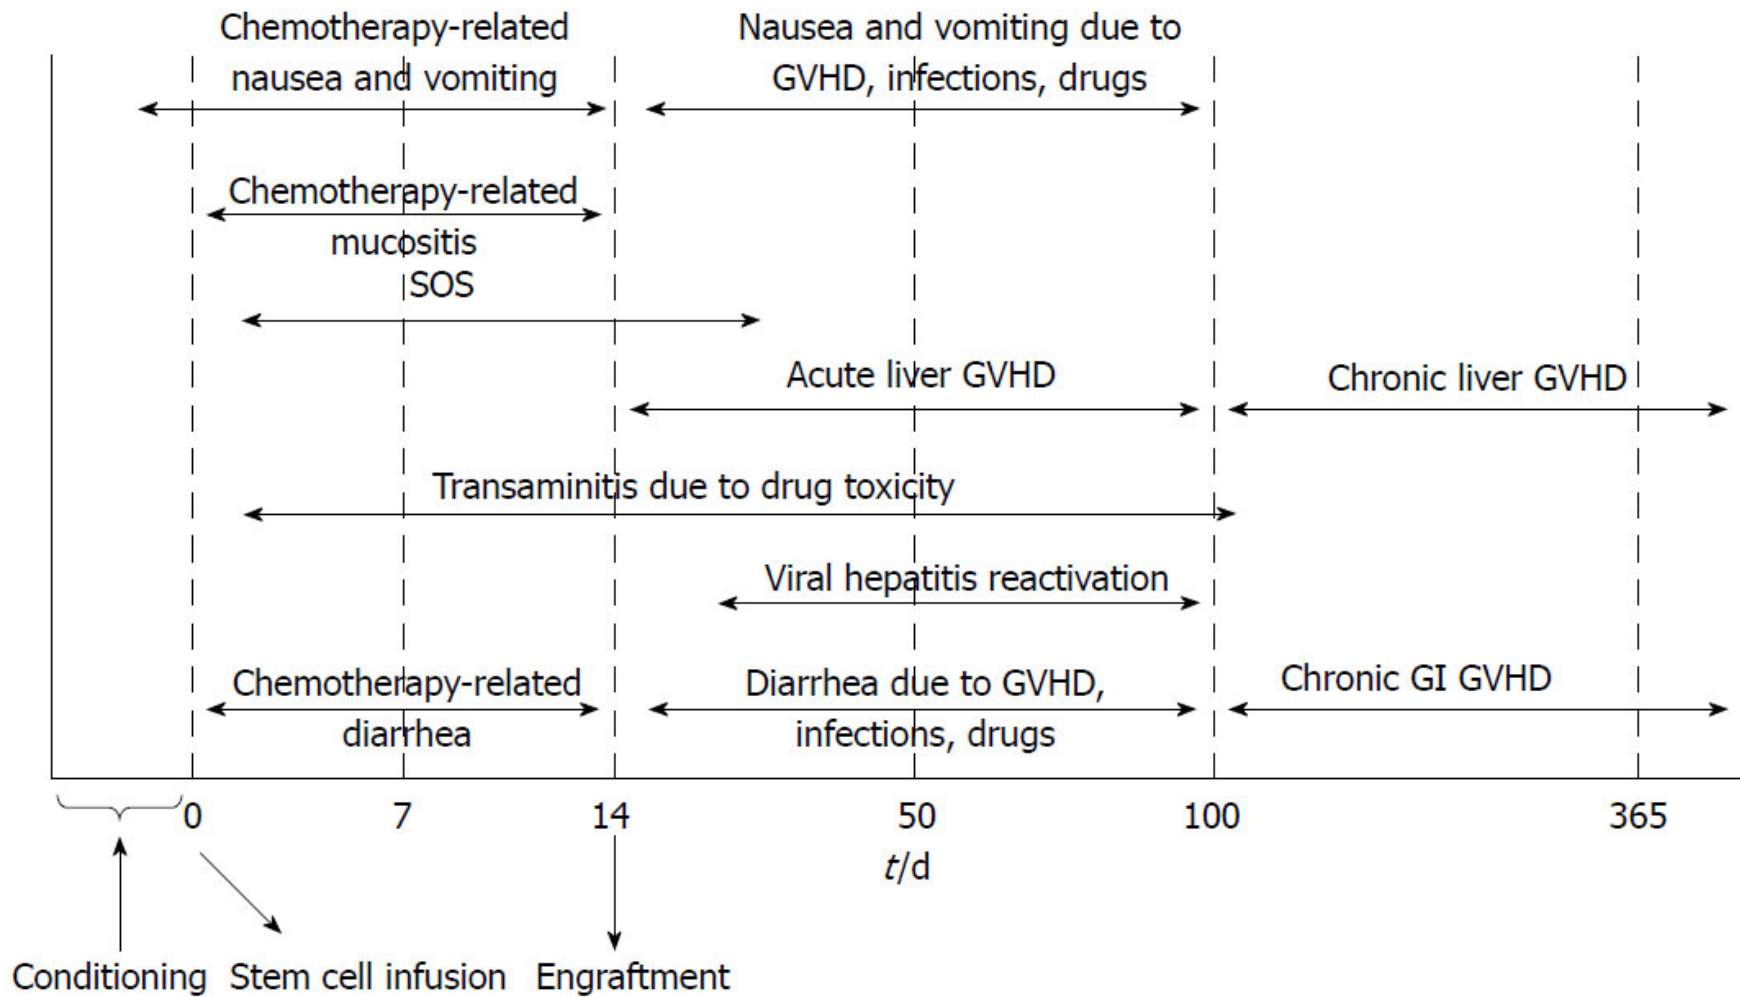 Chemotherapy-related
nausea and vomiting
Nausea and vomiting due to
GVHD, infections, drugs
Chemotherapy-related
mucositis
SOS
Acute liver GVHD
Chronic liver GVHD
Transaminitis due to drug toxicity
Viral hepatitis reactivation
Chemotherapy-related
diarrhea
Diarrhea due to GVHD,
infections, drugs
Chronic GI GVHD
0 7 14 50 100 365
t/d
Conditioning Stem cell infusion Engraftment